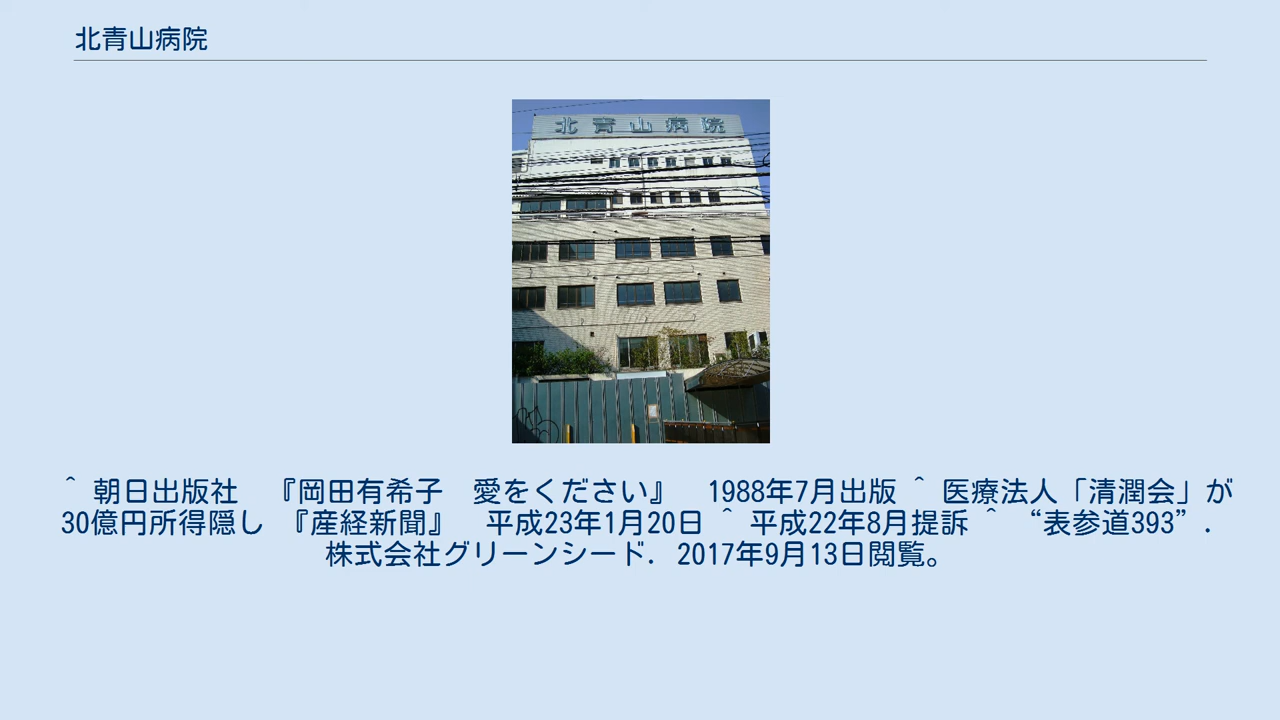 北青山病院
北青山病院
^ 朝日出版社　『岡田有希子　愛をください』　1988年7月出版 ^ 医療法人「清潤会」が
30億円所得隠し　『産経新聞』　平成23年1月20日 ^ 平成22年8月提訴 ^ “表参道393”.
株式会社グリーンシード. 2017年9月13日閲覧。